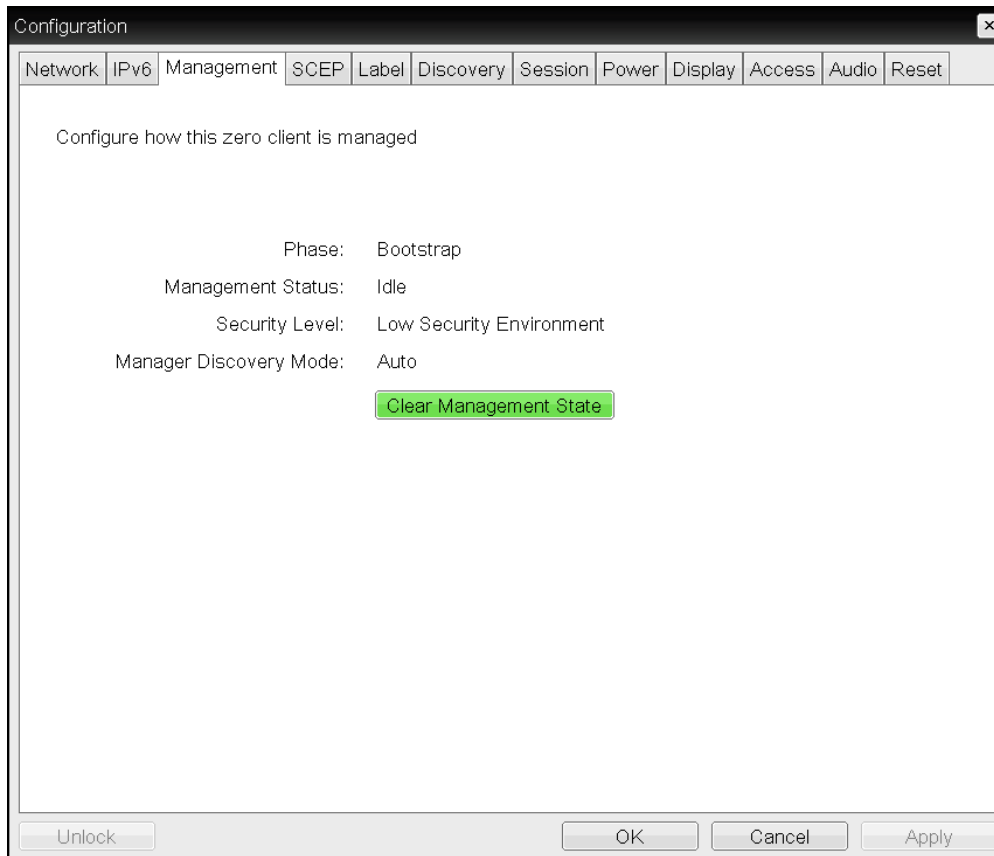 Configuration
Network IPv6 Management SCEP Label Discovery Session Power Display Access Audio Reset
Configure how this zero client is managed
Phase: Bootstrap
Management Status: Idle
Security Level: Low Security Environment
Manager Discovery Mode: Auto
Clear Management State
Unlock OK Cancel Apply